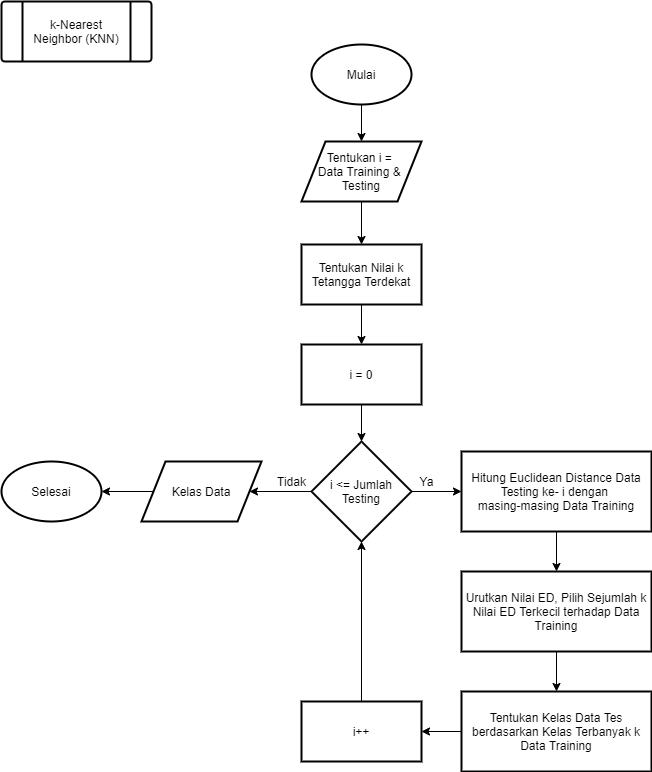 k-Nearest
Neighbor (KNN)
Mulai
Tentukan i =
Data Training &
Testing
Tentukan Nilai k
Tetangga Terdekat
i = 0
i <= Jumlah
Testing
Tidak
Ya
Kelas Data
Selesai
Hitung Euclidean Distance Data
Testing ke- i dengan
masing-masing Data Training
Urutkan Nilai ED, Pilih Sejumlah k
Nilai ED Terkecil terhadap Data
Training
Tentukan Kelas Data Tes
berdasarkan Kelas Terbanyak k
Data Training
i++